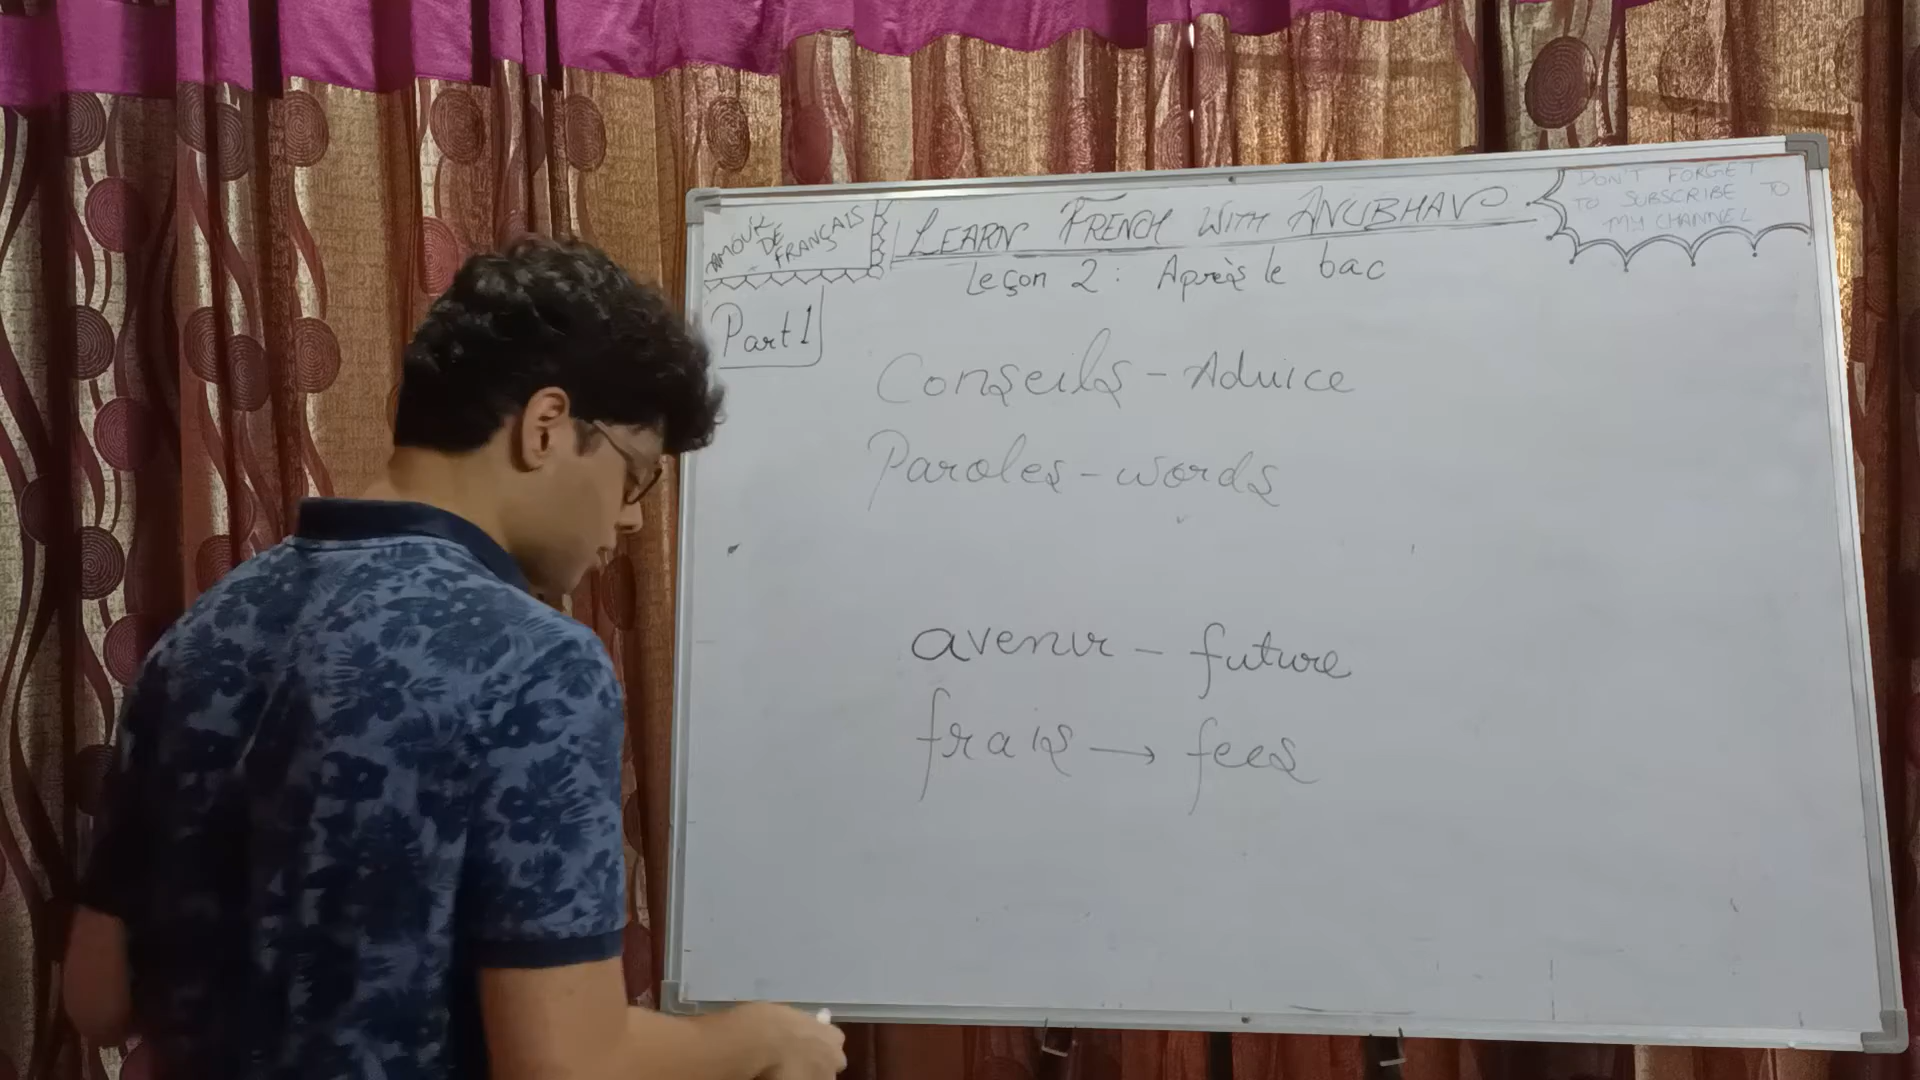 AMOUR
DE
FRANÇAIS
LEARN FRENCH WITH ANUBHAV
DON'T FORGET
TO SUBSCRIBE TO
MY CHANNEL
Leçon 2 : Après le bac
Part 1
Conseils - Advice
Paroles - words
avenir - future
frais → fees